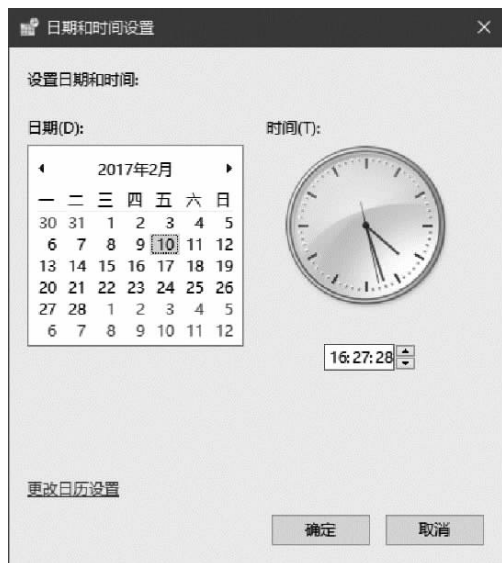 日期和时间设置
设置日期和时间:
日期(D):
时间(T):
2017年2月
一 二 三 四 五 六 日
30 31 1 2 3 4 5
6 7 8 9 10 11 12
13 14 15 16 17 18 19
20 21 22 23 24 25 26
27 28 1 2 3 4 5
6 7 8 9 10 11 12
16:27:28
更改日历设置
确定 取消